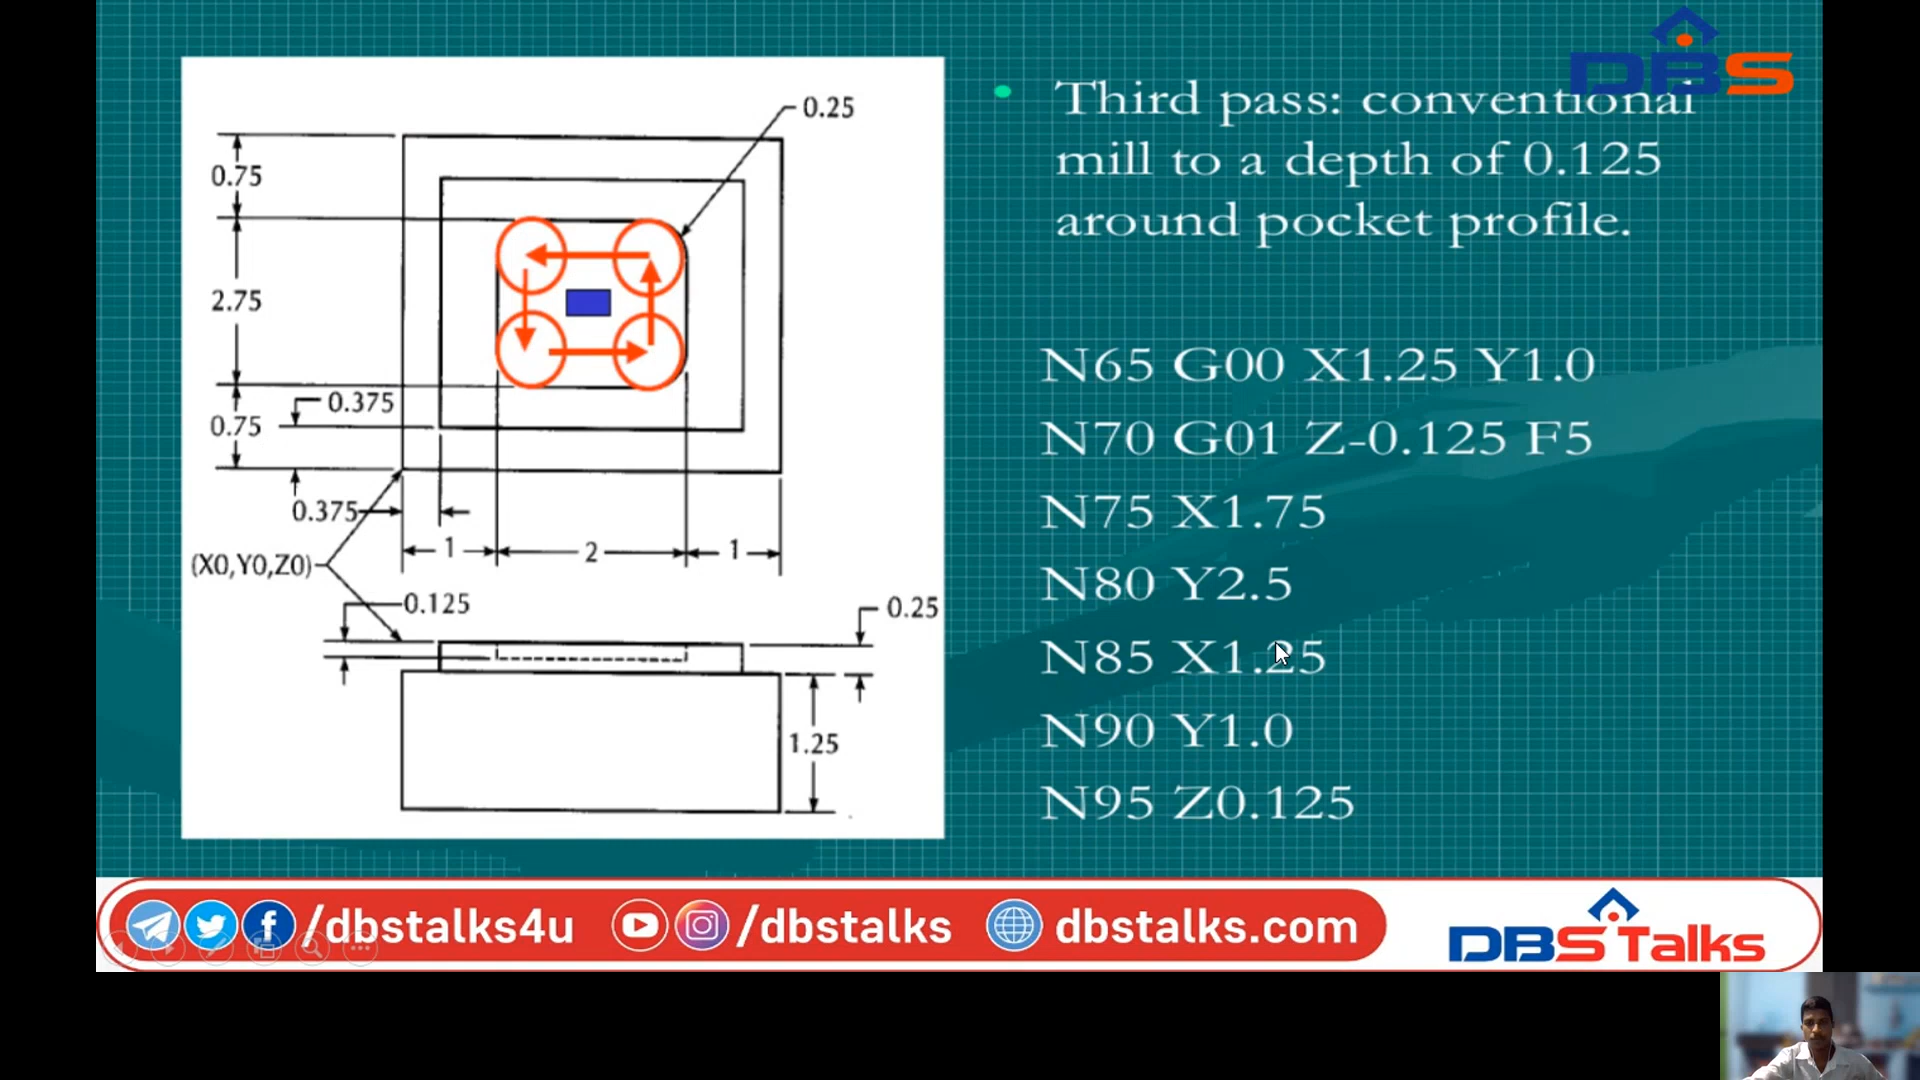 DBS
Third pass: conventional
mill to a depth of 0.125
around pocket profile.
N65 G00 X1.25 Y1.0
N70 G01 Z-0.125 F5
N75 X1.75
N80 Y2.5
N85 X1.25
N90 Y1.0
N95 Z0.125
0.25
0.75
2.75
0.375
0.75
0.375
1
2
1
(X0,Y0,Z0)
0.125
0.25
1.25
/dbstalks4u
/dbstalks
dbstalks.com
DBS Talks